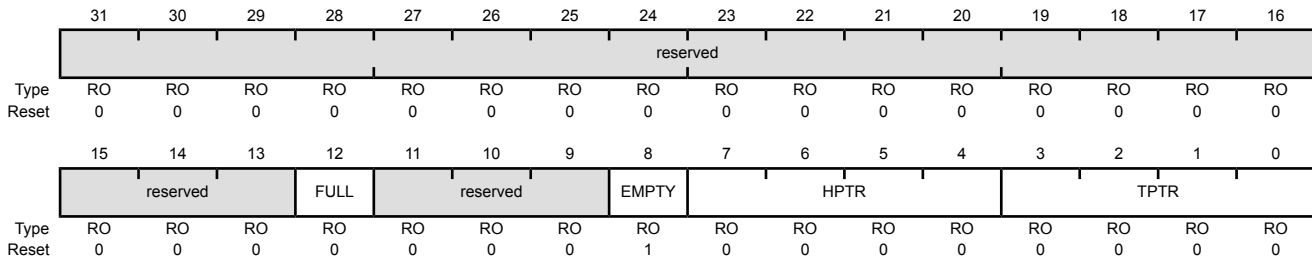 31 30 29 28 27 26 25 24 23 22 21 20 19 18 17 16
reserved
Type RO RO RO RO RO RO RO RO RO RO RO RO RO RO RO RO
Reset 0 0 0 0 0 0 0 0 0 0 0 0 0 0 0 0
15 14 13 12 11 10 9 8 7 6 5 4 3 2 1 0
reserved FULL reserved EMPTY HPTR TPTR
Type RO RO RO RO RO RO RO RO RO RO RO RO RO RO RO RO
Reset 0 0 0 0 0 0 0 1 0 0 0 0 0 0 0 0